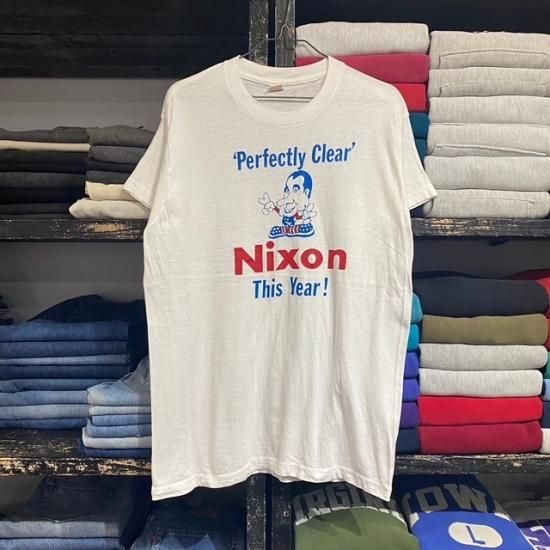 'Perfectly Clear'
Nixon
This Year!
L